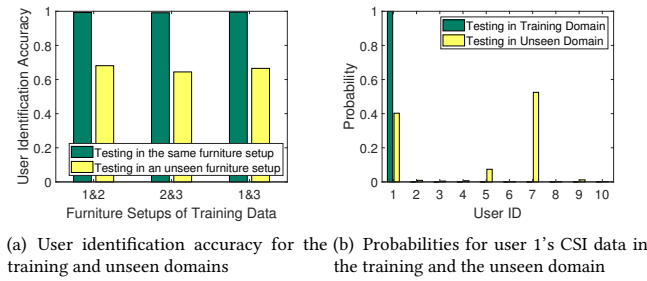 User Identification Accuracy
1
0.8
0.6
0.4
0.2
0
Testing in the same furniture setup
Testing in an unseen furniture setup
1&2 2&3 1&3
Furniture Setups of Training Data
Probability
1
0.8
0.6
0.4
0.2
0
Testing in Training Domain
Testing in Unseen Domain
1 2 3 4 5 6 7 8 9 10
User ID
(a) User identification accuracy for the
training and unseen domains
(b) Probabilities for user 1's CSI data in
the training and the unseen domain